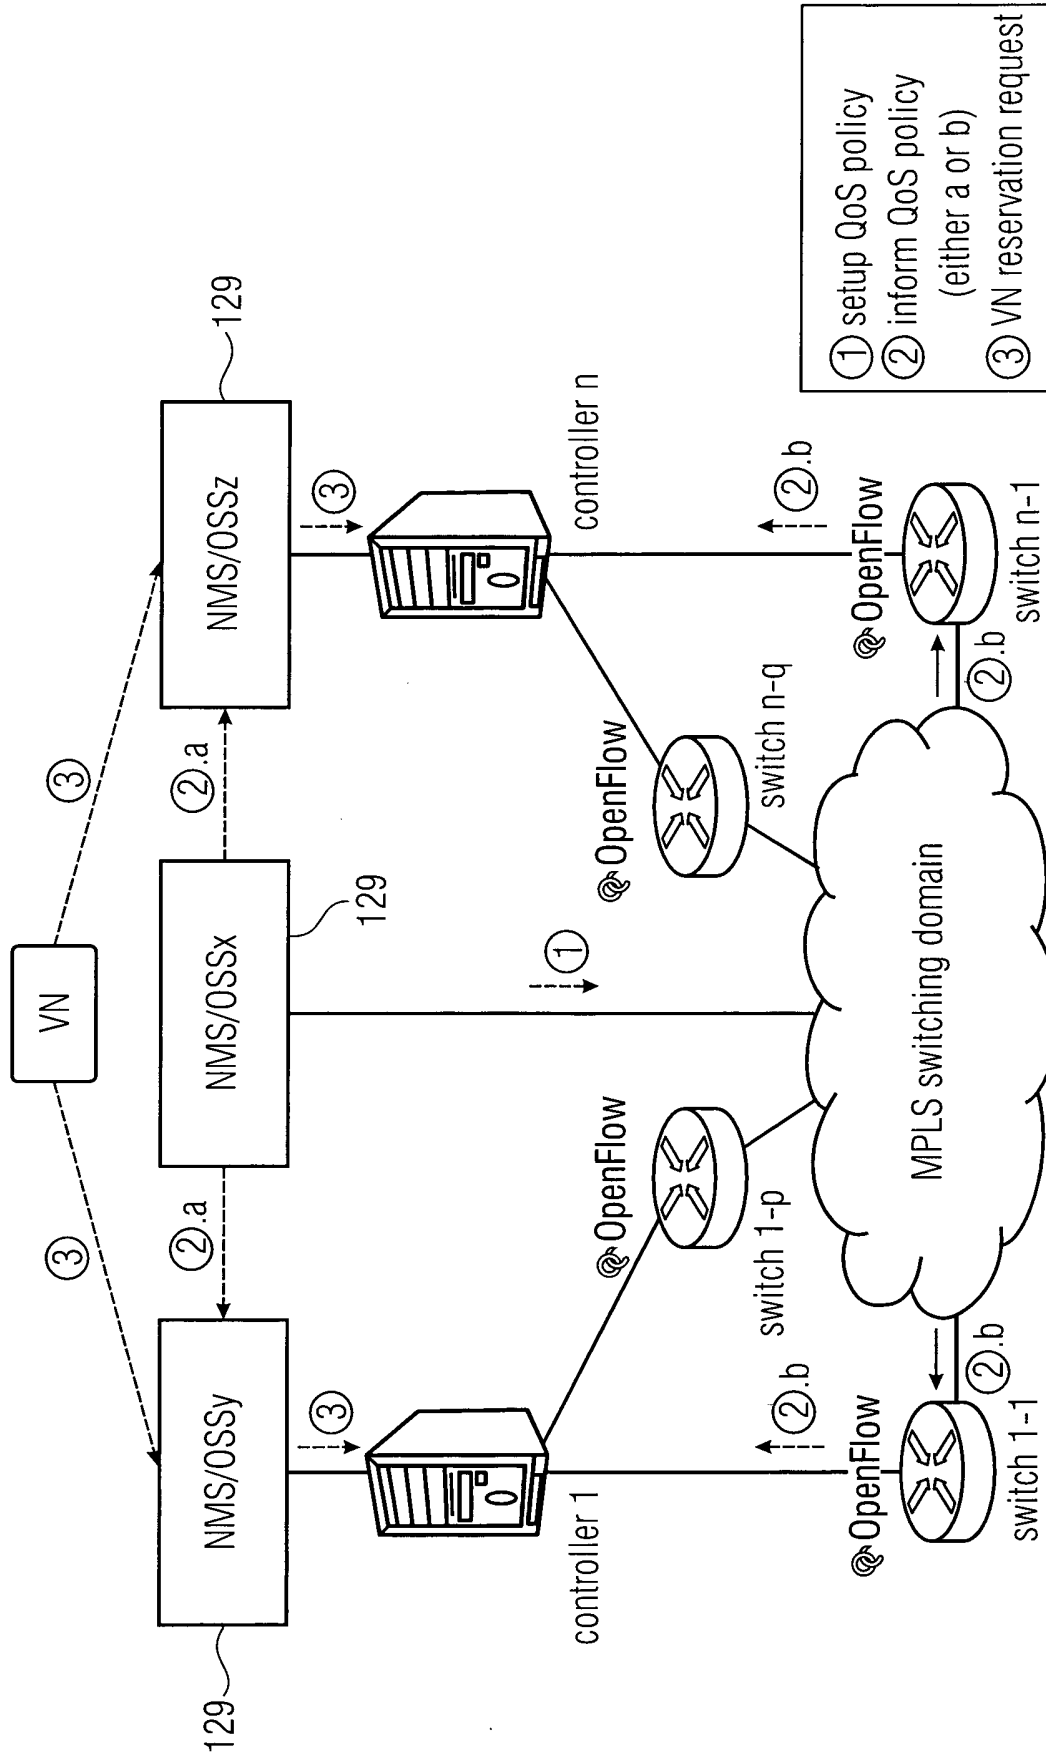 VN
③
③
129
NMS/OSSy
②.a
NMS/OSSx
129
②.a
NMS/OSSz
129
③
③
controller 1
controller n
①
OpenFlow
switch 1-p
OpenFlow
switch n-q
②.b
②.b
OpenFlow
switch 1-1
②.b
MPLS switching domain
②.b
OpenFlow
switch n-1
① setup QoS policy
② inform QoS policy
(either a or b)
③ VN reservation request